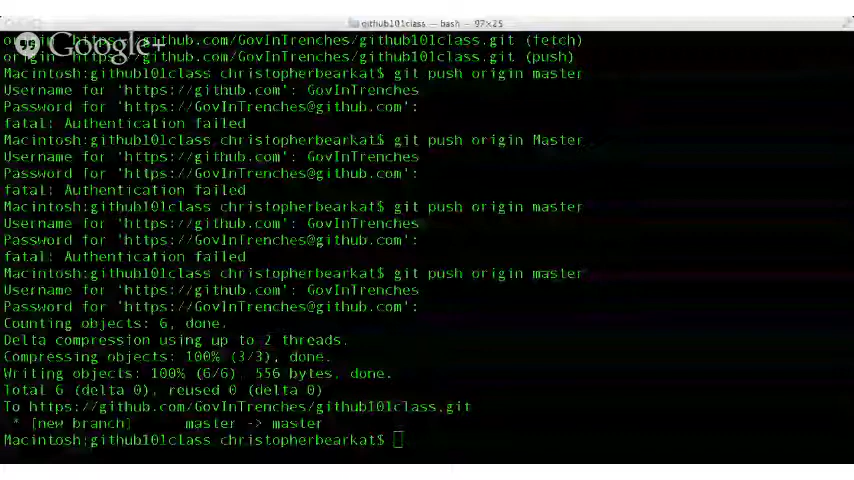 github101class — bash — 97×25
Google+
origin https://github.com/GovInTrenches/github101class.git (fetch)
origin https://github.com/GovInTrenches/github101class.git (push)
Macintosh:github101class christopherbearkat$ git push origin master
Username for 'https://github.com': GovInTrenches
Password for 'https://GovInTrenches@github.com':
fatal: Authentication failed
Macintosh:github101class christopherbearkat$ git push origin Master
Username for 'https://github.com': GovInTrenches
Password for 'https://GovInTrenches@github.com':
fatal: Authentication failed
Macintosh:github101class christopherbearkat$ git push origin master
Username for 'https://github.com': GovInTrenches
Password for 'https://GovInTrenches@github.com':
fatal: Authentication failed
Macintosh:github101class christopherbearkat$ git push origin master
Username for 'https://github.com': GovInTrenches
Password for 'https://GovInTrenches@github.com':
Counting objects: 6, done.
Delta compression using up to 2 threads.
Compressing objects: 100% (3/3), done.
Writing objects: 100% (6/6), 556 bytes, done.
Total 6 (delta 0), reused 0 (delta 0)
To https://github.com/GovInTrenches/github101class.git
 * [new branch]      master -> master
Macintosh:github101class christopherbearkat$